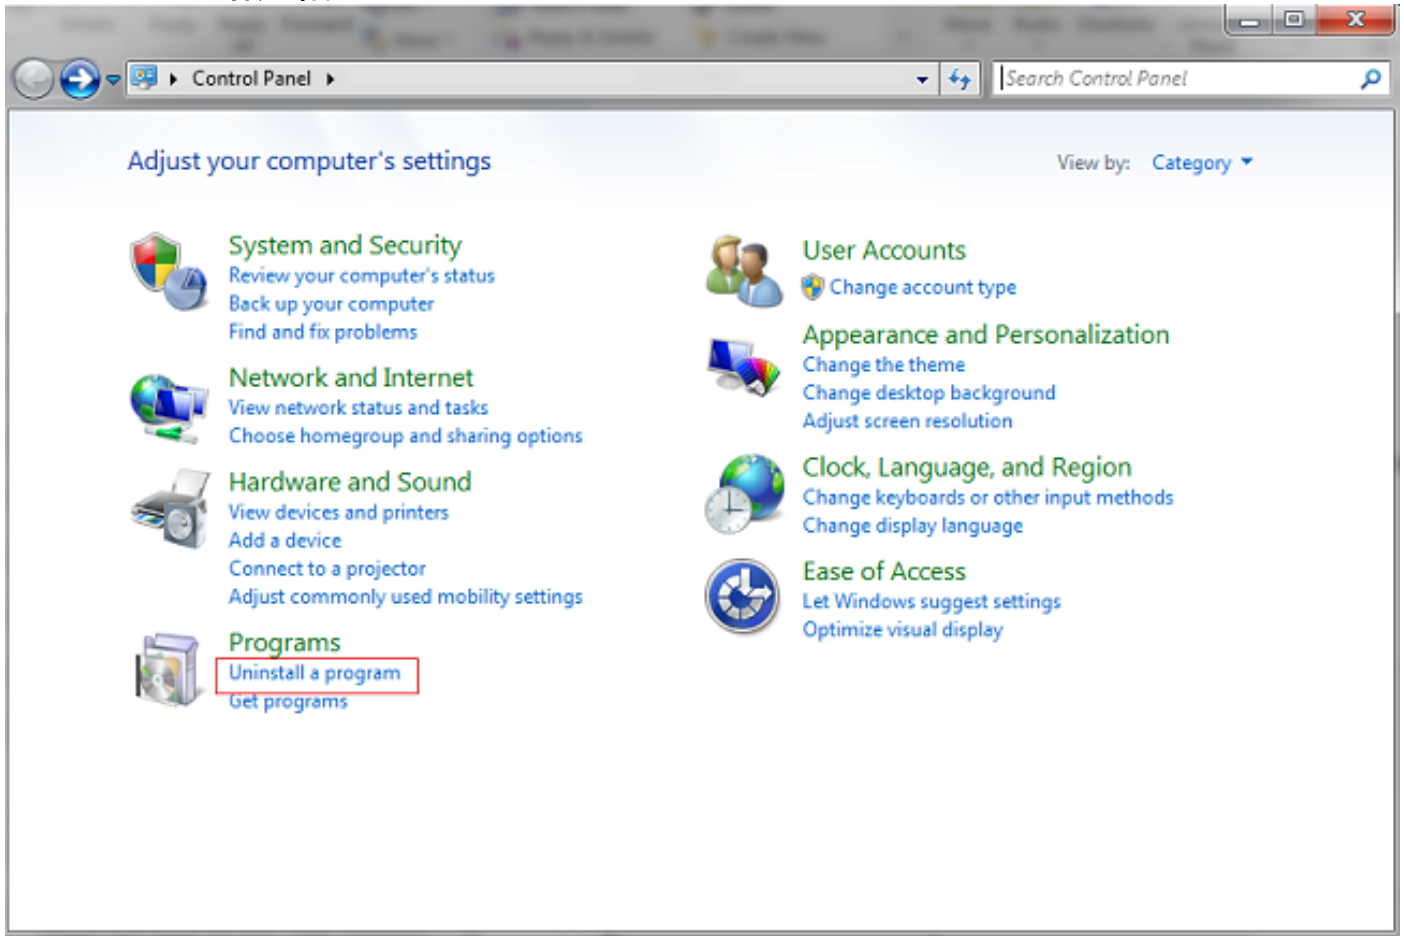 Control Panel
Search Control Panel
Adjust your computer's settings
View by: Category
System and Security
Review your computer's status
Back up your computer
Find and fix problems
Network and Internet
View network status and tasks
Choose homegroup and sharing options
Hardware and Sound
View devices and printers
Add a device
Connect to a projector
Adjust commonly used mobility settings
Programs
Uninstall a program
Get programs
User Accounts
Change account type
Appearance and Personalization
Change the theme
Change desktop background
Adjust screen resolution
Clock, Language, and Region
Change keyboards or other input methods
Change display language
Ease of Access
Let Windows suggest settings
Optimize visual display